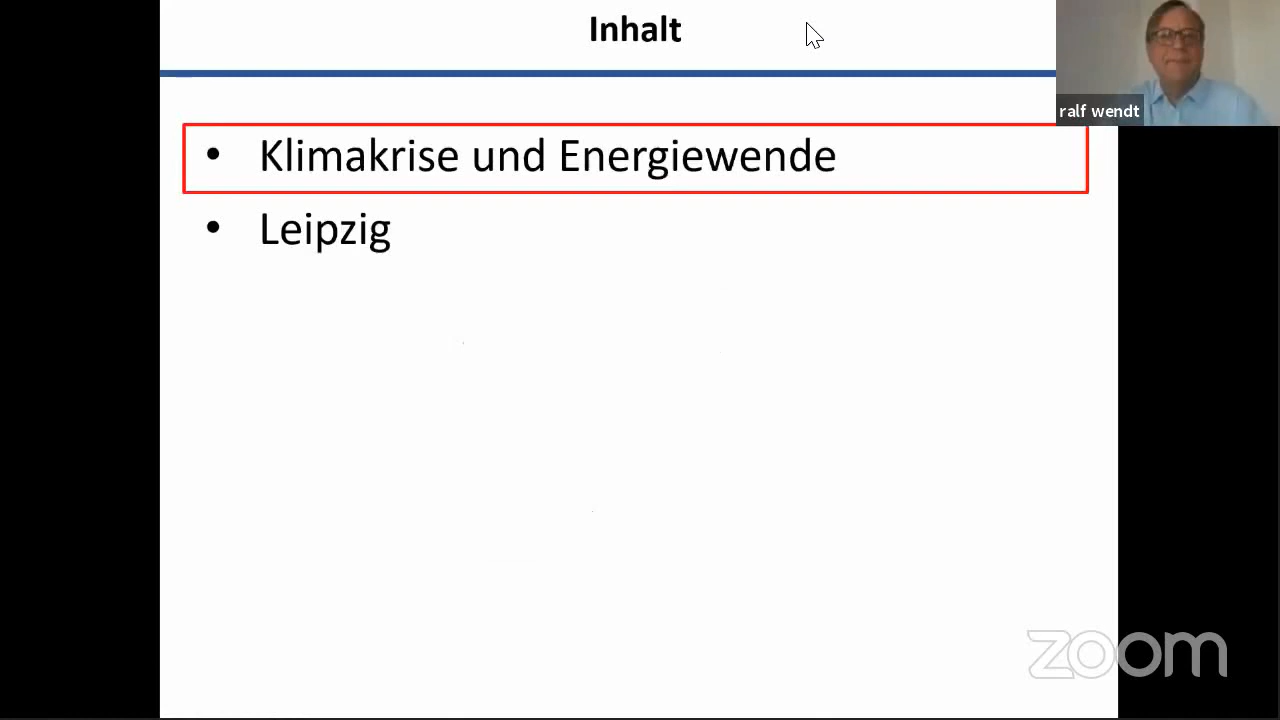 Inhalt
ralf wendt
• Klimakrise und Energiewende
• Leipzig
zoom